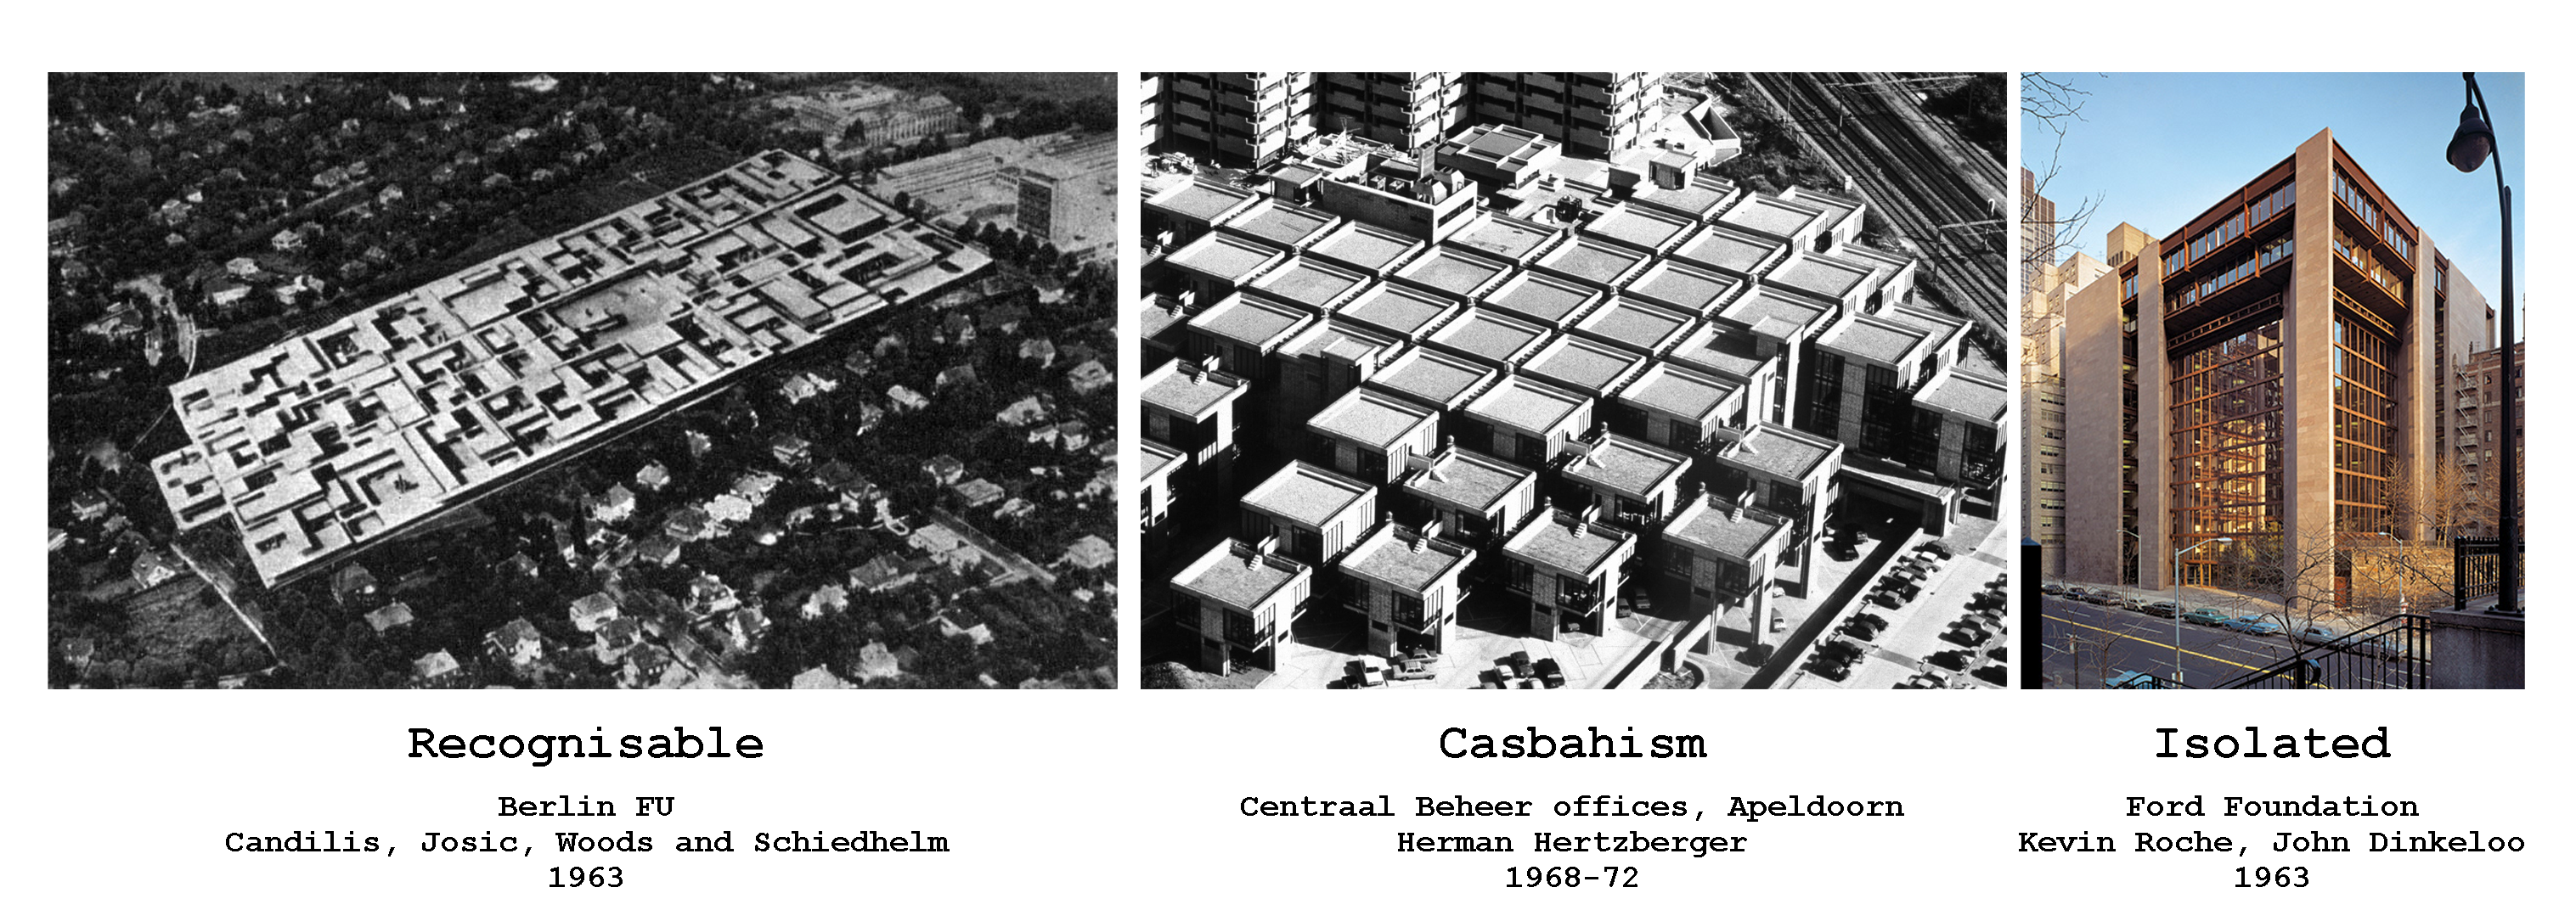 Recognisable
Berlin FU
Candilis, Josic, Woods and Schiedhelm
1963
Casbahism
Centraal Beheer offices, Apeldoorn
Herman Hertzberger
1968-72
Isolated
Ford Foundation
Kevin Roche, John Dinkeloo
1963